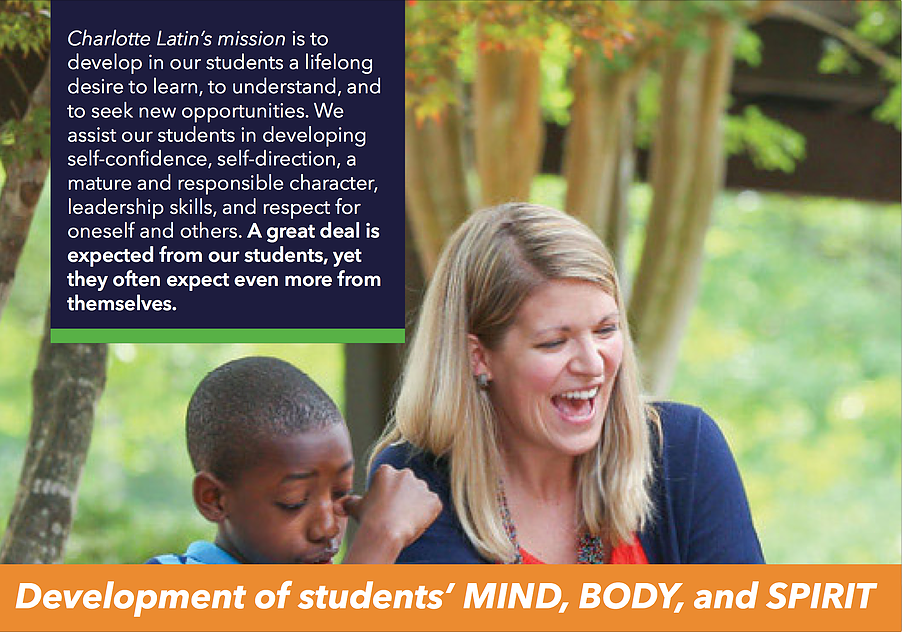 Charlotte Latin's mission is to
develop in our students a lifelong
desire to learn, to understand, and
to seek new opportunities. We
assist our students in developing
self-confidence, self-direction, a
mature and responsible character,
leadership skills, and respect for
oneself and others. A great deal is
expected from our students, yet
they often expect even more from
themselves.
Development of students' MIND, BODY, and SPIRIT